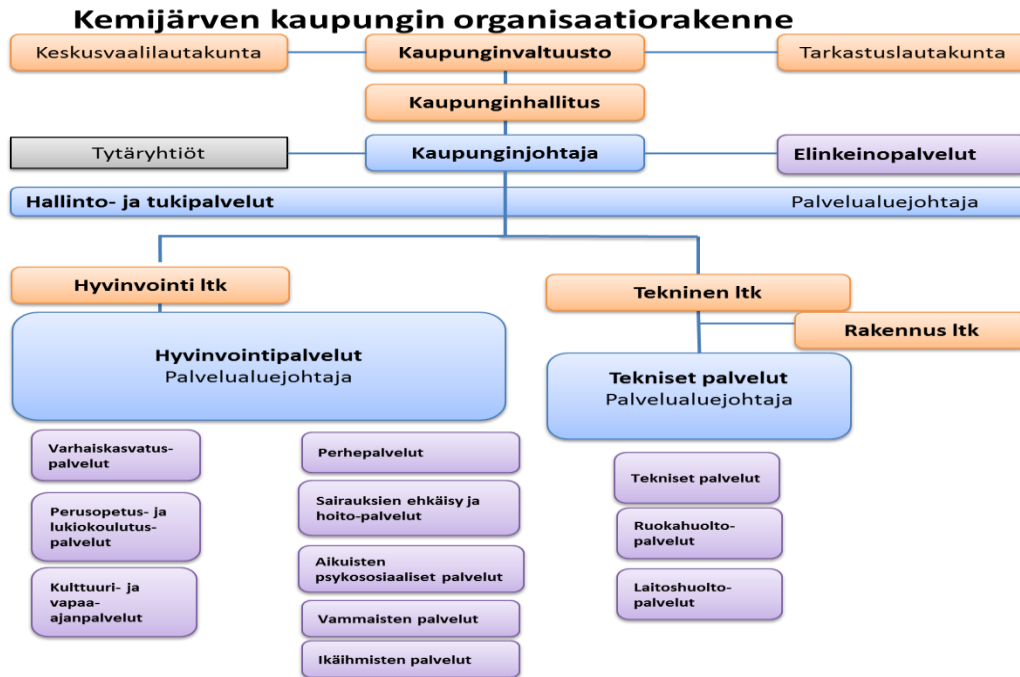 Kemijärven kaupungin organisaatiorakenne
Keskusvaalilautakunta
Kaupunginvaltuusto
Tarkastuslautakunta
Kaupunginhallitus
Tytäryhtiöt
Kaupunginjohtaja
Elinkeinopalvelut
Hallinto- ja tukipalvelut
Palvelualuejohtaja
Hyvinvointi ltk
Tekninen ltk
Rakennus ltk
Hyvinvointipalvelut
Palvelualuejohtaja
Tekniset palvelut
Palvelualuejohtaja
Varhaiskasvatus-
palvelut
Perusopetus- ja
lukiokoulutus-
palvelut
Kulttuuri- ja
vapaa-
ajanpalvelut
Perhepalvelut
Sairauksien ehkäisy ja
hoito-palvelut
Aikuisten
psykososiaaliset palvelut
Vammaisten palvelut
Ikäihmisten palvelut
Tekniset palvelut
Ruokahuolto-
palvelut
Laitoshuolto-
palvelut